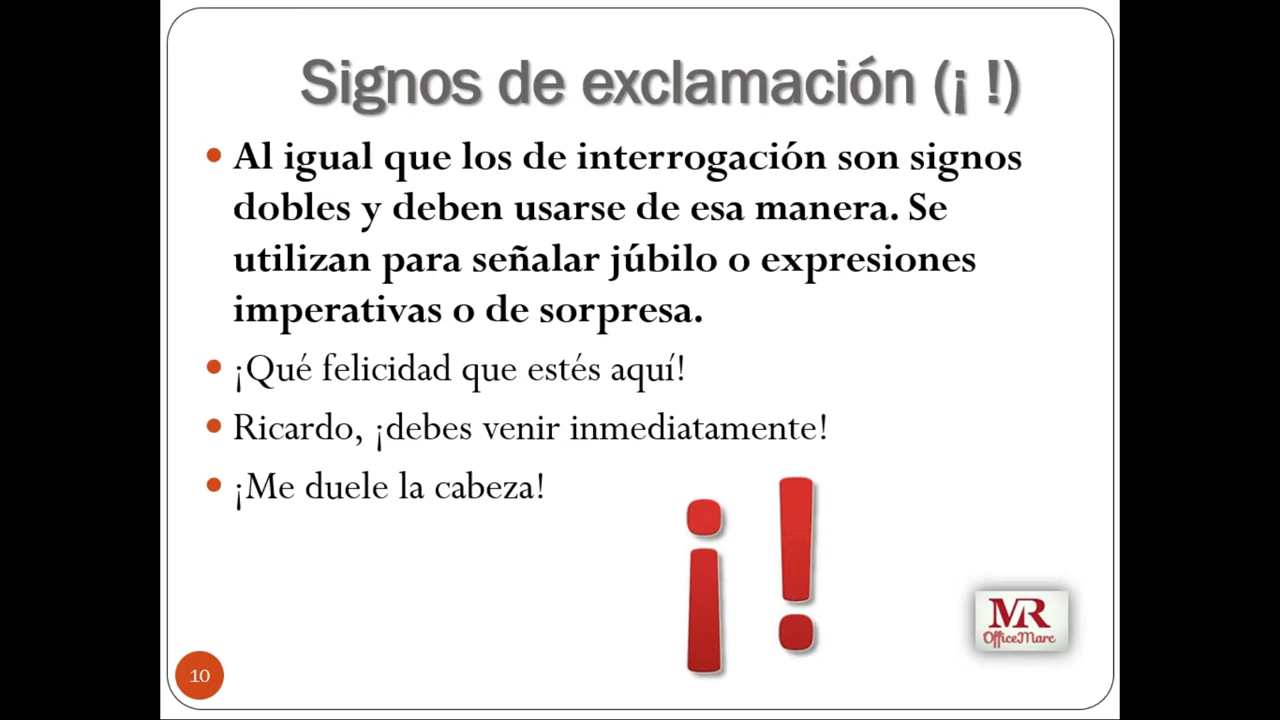 Signos de exclamación (¡ !)
• Al igual que los de interrogación son signos
dobles y deben usarse de esa manera. Se
utilizan para señalar júbilo o expresiones
imperativas o de sorpresa.
• ¡Qué felicidad que estés aquí!
• Ricardo, ¡debes venir inmediatamente!
• ¡Me duele la cabeza!
¡ !
MR
OfficeMarc
10